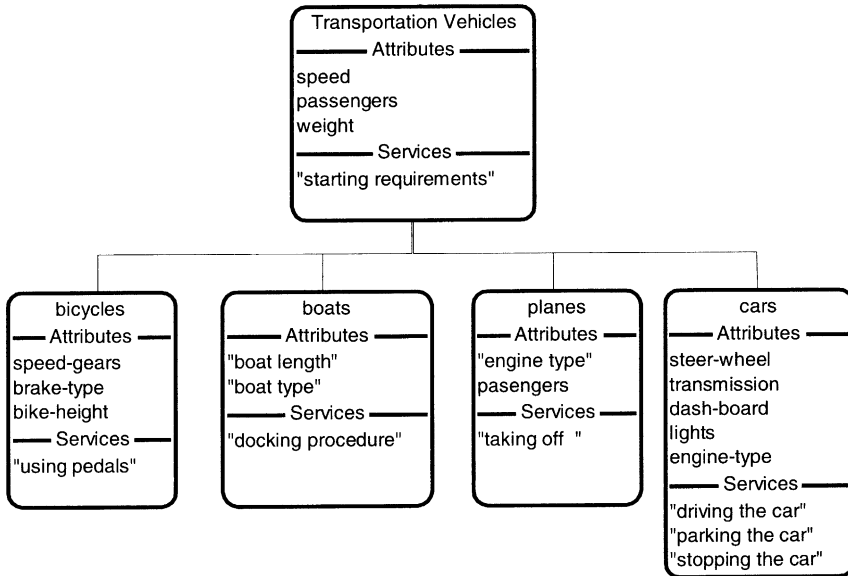 Transportation Vehicles
Attributes
speed
passengers
weight
Services
"starting requirements"
bicycles
Attributes
speed-gears
brake-type
bike-height
Services
"using pedals"
boats
Attributes
"boat length"
"boat type"
Services
"docking procedure"
planes
Attributes
"engine type"
pasengers
Services
"taking off "
cars
Attributes
steer-wheel
transmission
dash-board
lights
engine-type
Services
"driving the car"
"parking the car"
"stopping the car"